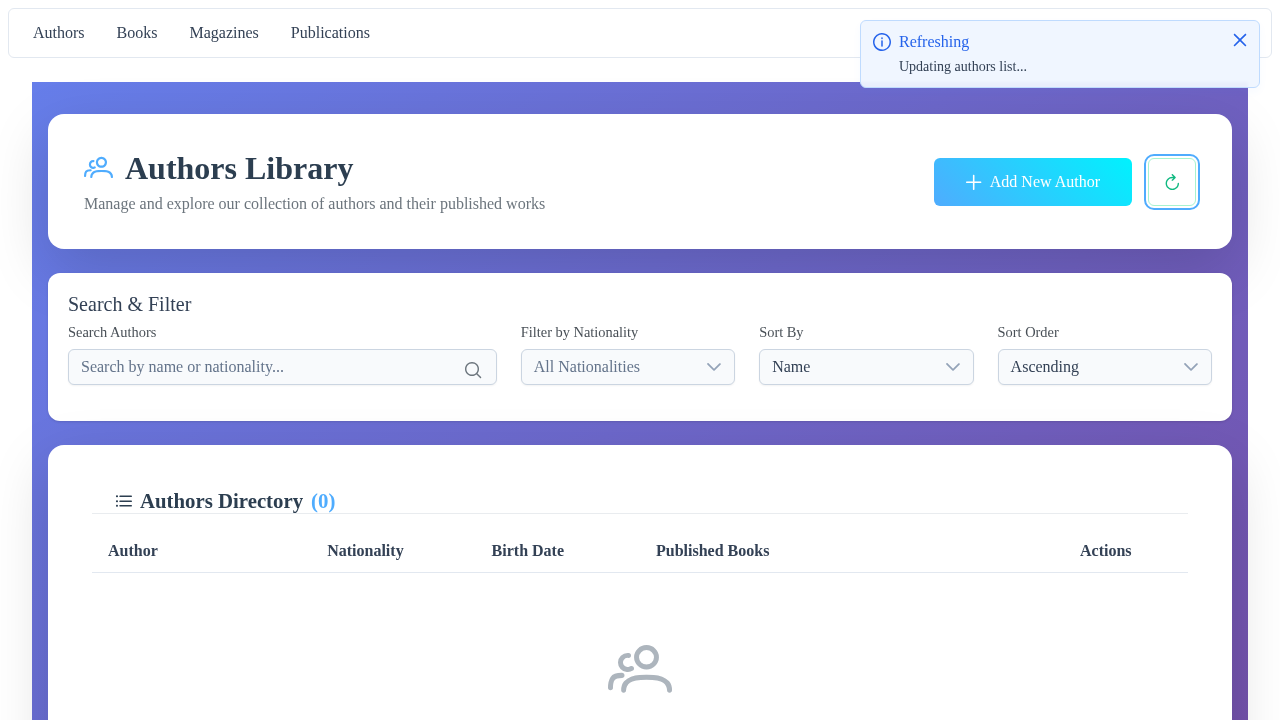 Authors Books Magazines Publications
Refreshing
Updating authors list...
Authors Library
Manage and explore our collection of authors and their published works
Add New Author
Search & Filter
Search Authors Filter by Nationality Sort By Sort Order
Search by name or nationality... All Nationalities Name Ascending
Authors Directory (0)
Author Nationality Birth Date Published Books Actions